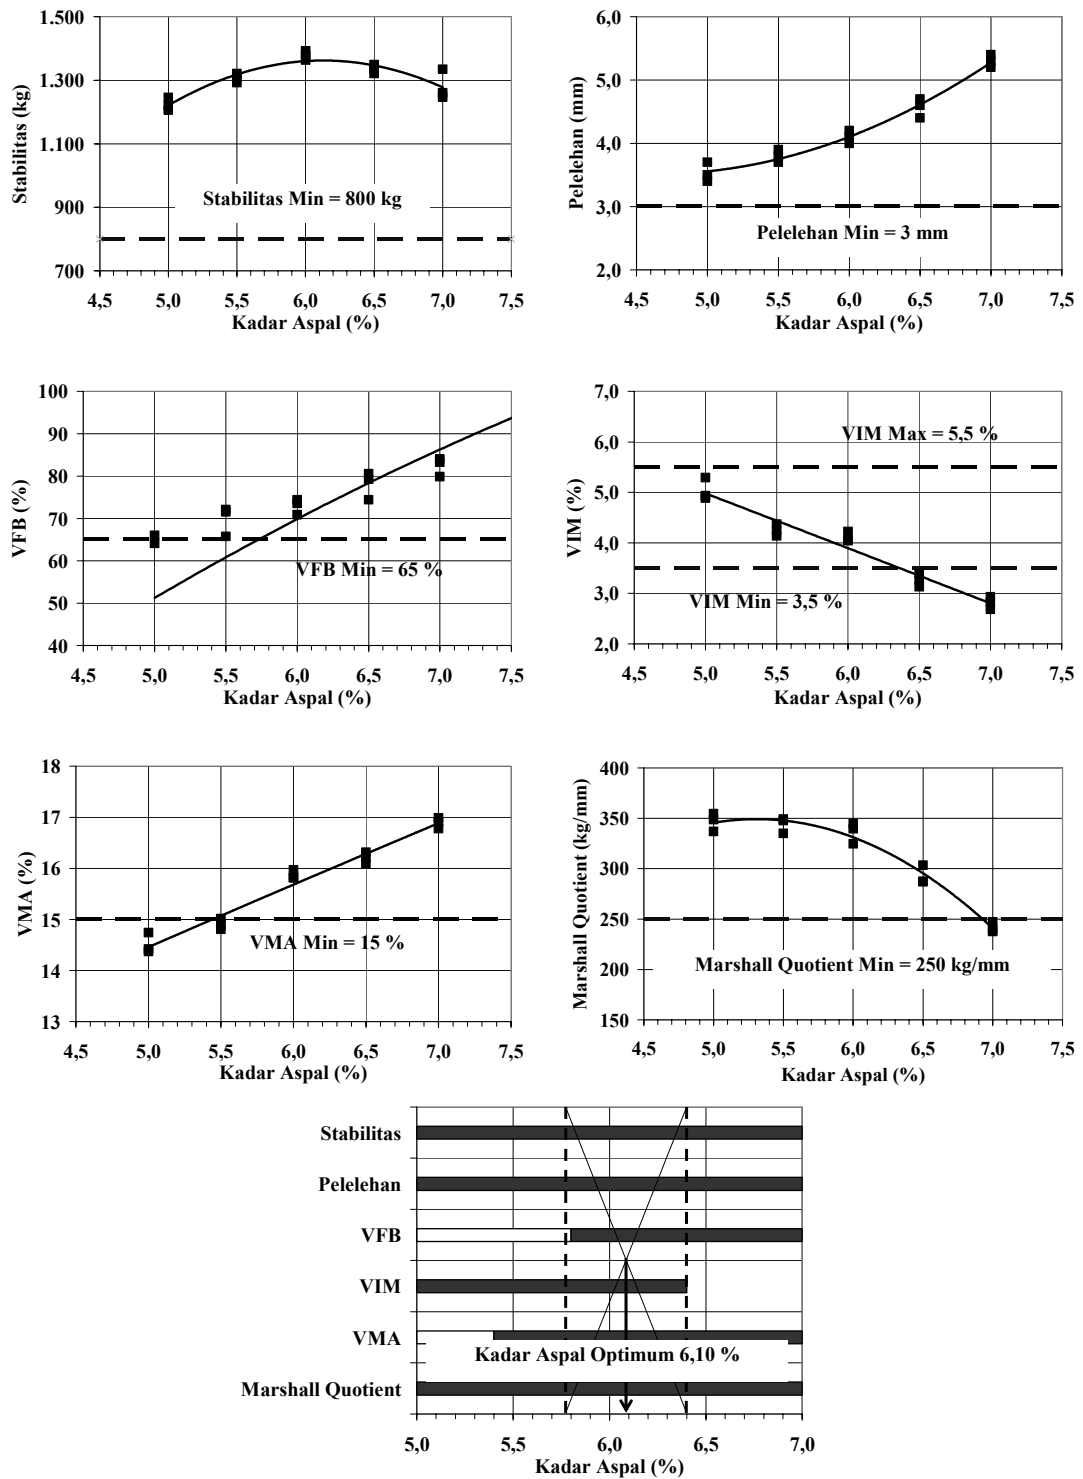 Stabilitas (kg)
1.500
1.300
1.100
900
700
Stabilitas Min = 800 kg
4,5 5,0 5,5 6,0 6,5 7,0 7,5
Kadar Aspal (%)
Pelelehan (mm)
6,0
5,0
4,0
3,0
2,0
Pelelehan Min = 3 mm
4,5 5,0 5,5 6,0 6,5 7,0 7,5
Kadar Aspal (%)
VFB (%)
100
90
80
70
60
50
40
VFB Min = 65 %
4,5 5,0 5,5 6,0 6,5 7,0 7,5
Kadar Aspal (%)
VIM (%)
7,0
6,0
5,0
4,0
3,0
2,0
VIM Max = 5,5 %
VIM Min = 3,5 %
4,5 5,0 5,5 6,0 6,5 7,0 7,5
Kadar Aspal (%)
VMA (%)
18
17
16
15
14
13
VMA Min = 15 %
4,5 5,0 5,5 6,0 6,5 7,0 7,5
Kadar Aspal (%)
Marshall Quotient (kg/mm)
400
350
300
250
200
150
Marshall Quotient Min = 250 kg/mm
4,5 5,0 5,5 6,0 6,5 7,0 7,5
Kadar Aspal (%)
Stabilitas
Pelelehan
VFB
VIM
VMA
Kadar Aspal Optimum 6,10 %
Marshall Quotient
5,0 5,5 6,0 6,5 7,0
Kadar Aspal (%)